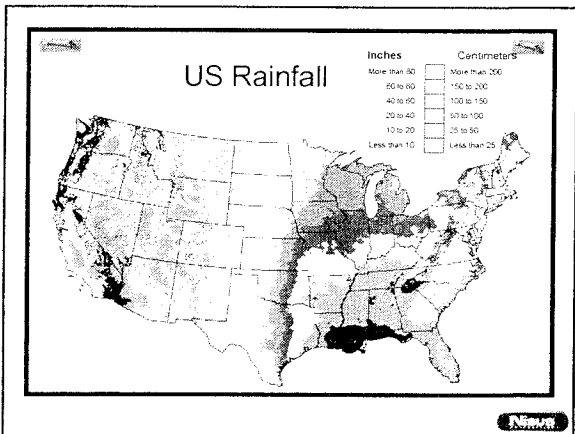 US Rainfall
Inches Centimeters
More than 80 More than 200
60 to 80 150 to 200
40 to 60 100 to 150
20 to 40 50 to 100
10 to 20 25 to 50
Less than 10 Less than 25